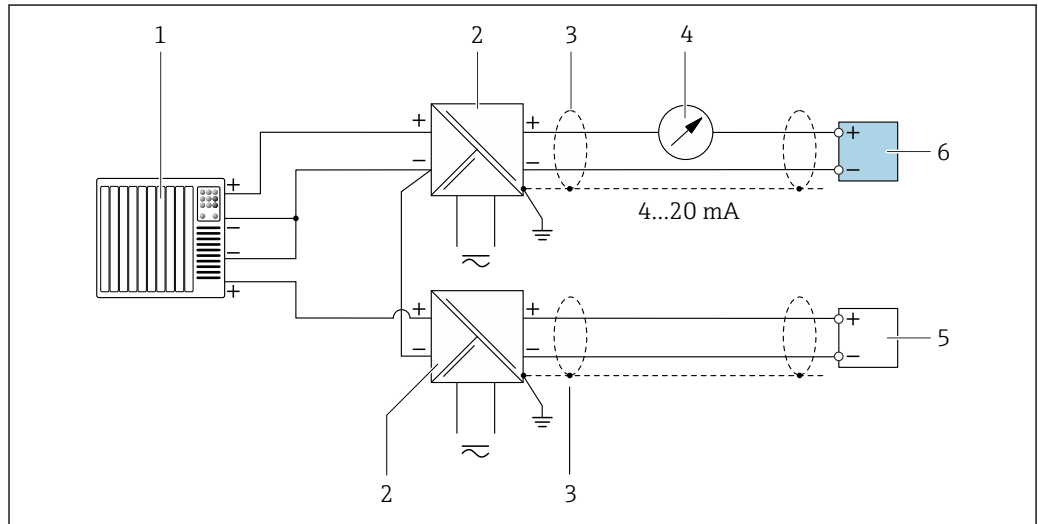 1 2 3 4
+ +
+ 6
− − −
+ 4...20 mA
−
−
+ + + +
5
− − −
2 3